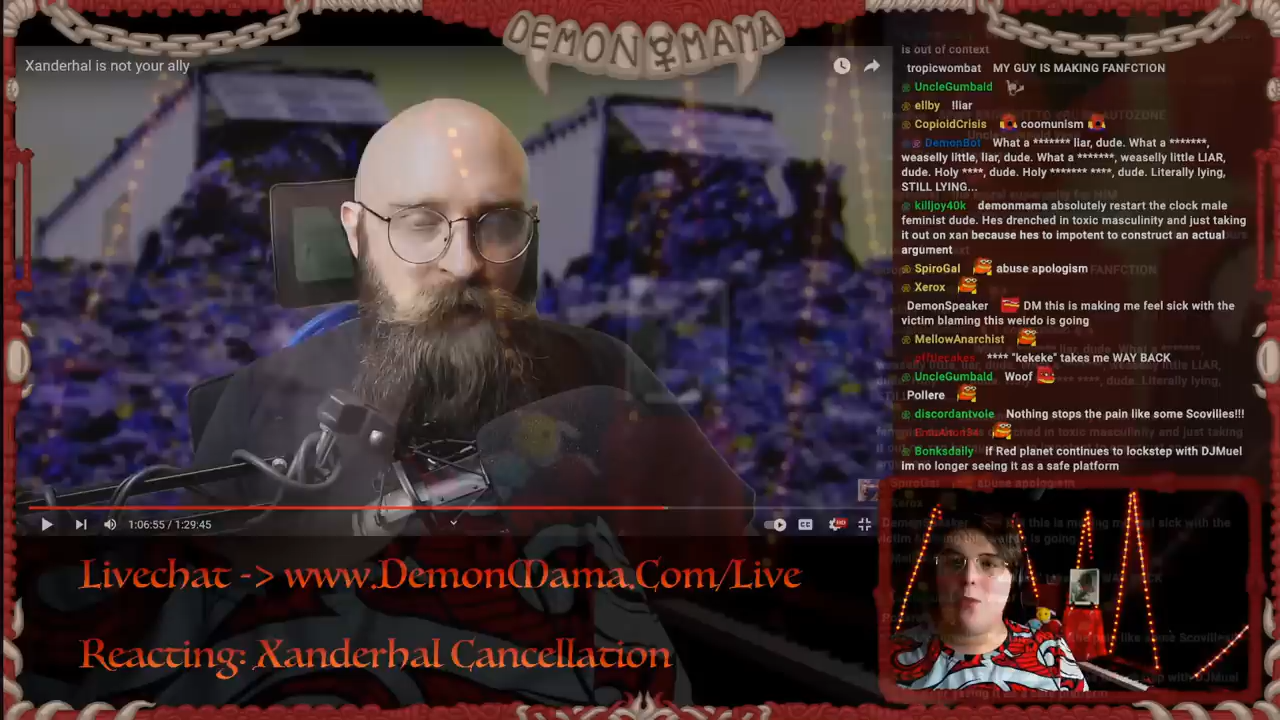 DEMON MAMA
Xanderhal is not your ally
is out of context
tropicwombat MY GUY IS MAKING FANFCTION
UncleGumbald
ellby !liar
CopioidCrisis coomunism
DemonBot What a ******* liar, dude. What a *******,
weaselly little, liar, dude. What a *******, weaselly little LIAR,
dude. Holy ****, dude. Holy ******* ****, dude. Literally lying,
STILL LYING...
killjoy40k demonmama absolutely restart the clock male
feminist dude. Hes drenched in toxic masculinity and just taking
it out on xan because hes to impotent to construct an actual
argument
SpiroGal abuse apologism
Xerox
DemonSpeaker DM this is making me feel sick with the
victim blaming this weirdo is going
MellowAnarchist
offtlecakes **** "kekeke" takes me WAY BACK
UncleGumbald Woof
Pollere
discordantvole Nothing stops the pain like some Scovilles!!!
Bonksdally If Red planet continues to lockstep with DJMuel
Im no longer seeing it as a safe platform
1:06:55 / 1:29:45
CC
HD
Livechat -> www.DemonMama.Com/Live
Reacting: Xanderhal Cancellation